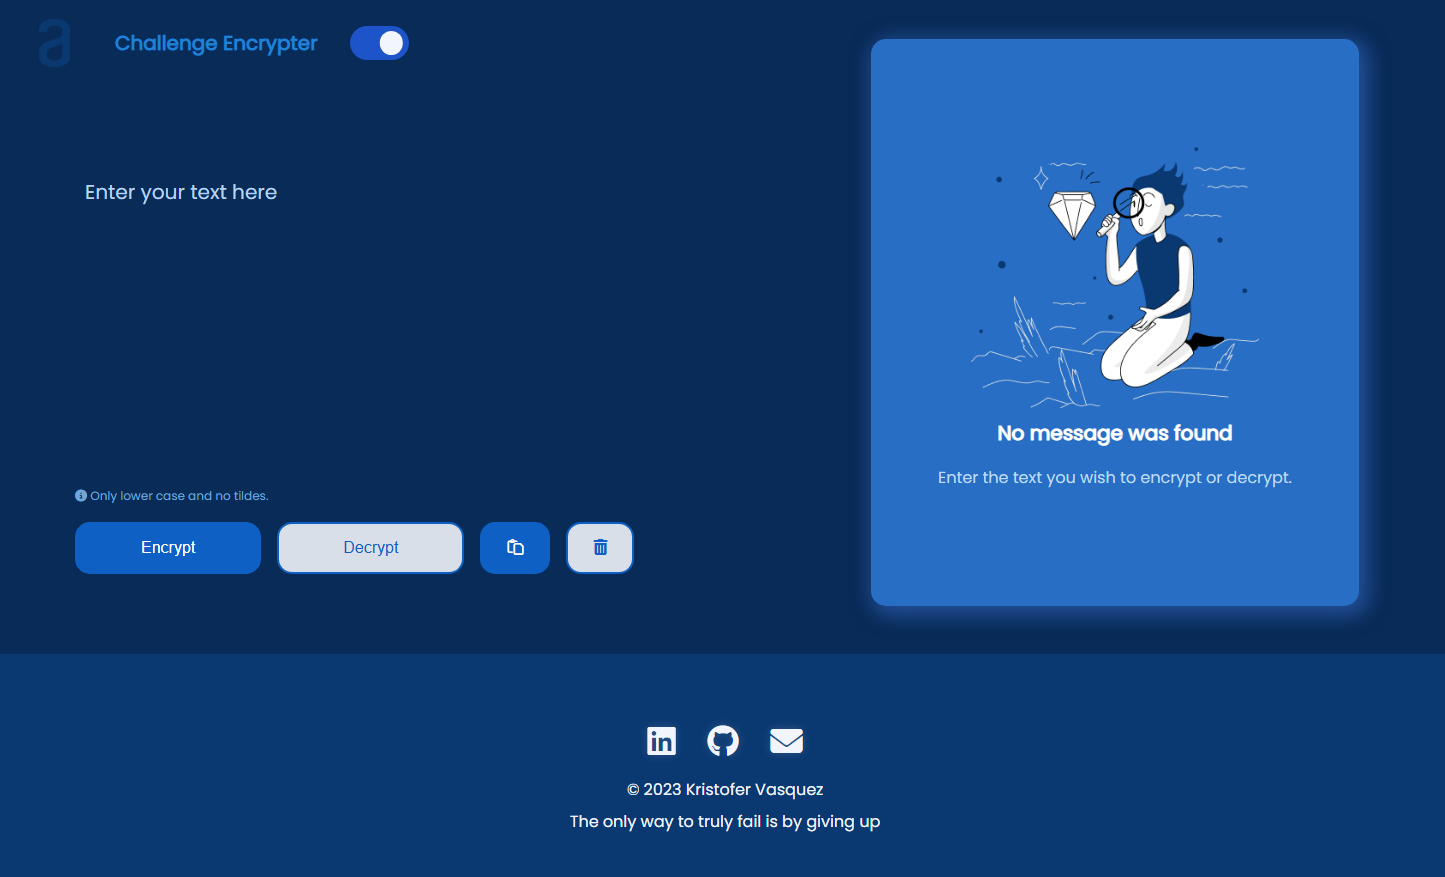 a
Challenge Encrypter
Enter your text here
Only lower case and no tildes.
Encrypt
Decrypt
No message was found
Enter the text you wish to encrypt or decrypt.
in
© 2023 Kristofer Vasquez
The only way to truly fail is by giving up